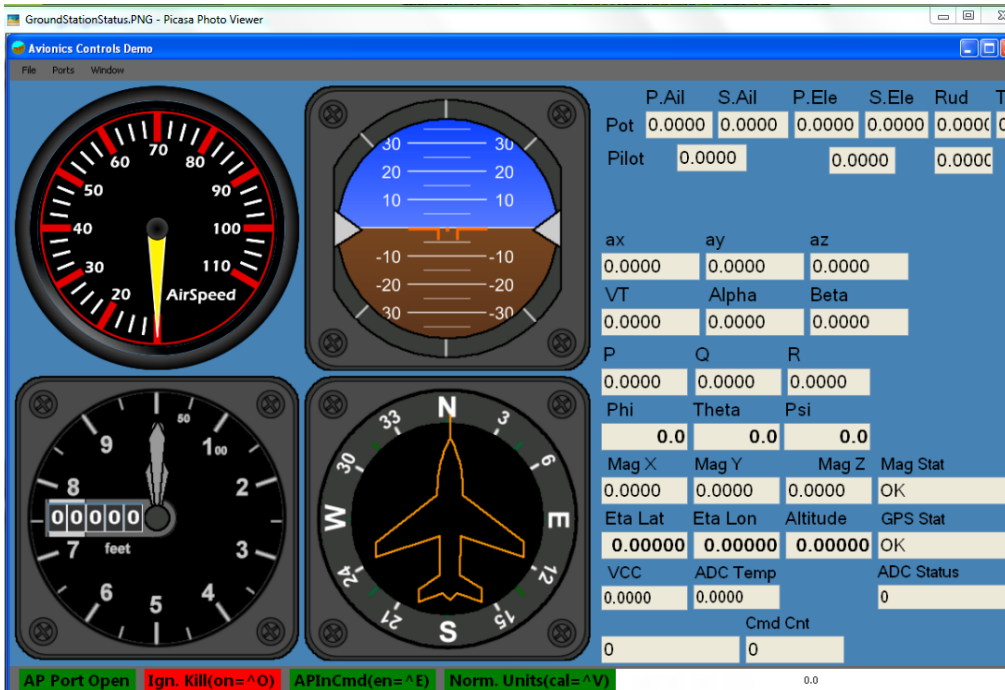 GroundStationStatus.PNG - Picasa Photo Viewer
Avionics Controls Demo
File Ports Window
60 70 80
50 90
40 100
30 110
20 AirSpeed
30 30
20 20
10 10
-10 -10
-20 -20
30 -30
P.Ail S.Ail P.Ele S.Ele Rud T
Pot 0.0000 0.0000 0.0000 0.0000 0.000
Pilot 0.0000 0.0000 0.000
ax ay az
0.0000 0.0000 0.0000
VT Alpha Beta
0.0000 0.0000 0.0000
P Q R
0.0000 0.0000 0.0000
Phi Theta Psi
0.0 0.0 0.0
Mag X Mag Y Mag Z Mag Stat
0.0000 0.0000 0.0000 OK
Eta Lat Eta Lon Altitude GPS Stat
0.00000 0.00000 0.00000 OK
VCC ADC Temp ADC Status
0.0000 0.0000 0
Cmd Cnt
0 0
50
9 100
8 2
00000
7 feet 3
6 5 4
33 N 3
30 6
W E
24 12
21 S 15
AP Port Open Ign. Kill(on=^O) APInCmd(en=^E) Norm. Units(cal=^V) 0.0